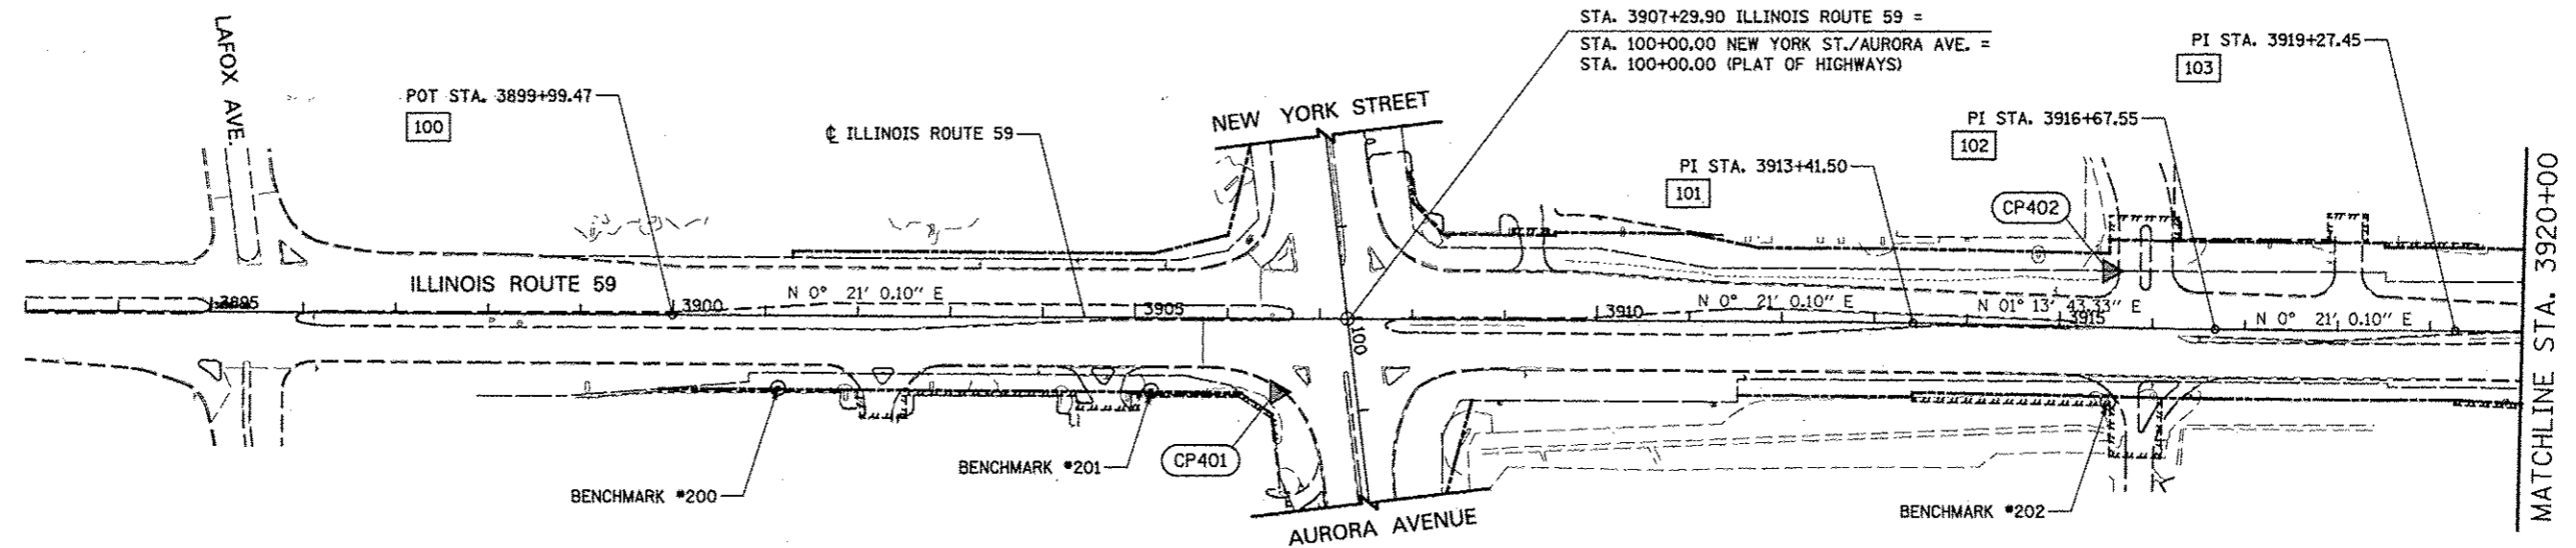 STA. 3907+29.90 ILLINOIS ROUTE 59 =
STA. 100+00.00 NEW YORK ST./AURORA AVE. =
STA. 100+00.00 (PLAT OF HIGHWAYS)
PI STA. 3919+27.45
103
LAFOX AVE.
POT STA. 3899+99.47
100
℄ ILLINOIS ROUTE 59
NEW YORK STREET
PI STA. 3916+67.55
102
PI STA. 3913+41.50
101
CP402
MATCHLINE STA. 3920+00
ILLINOIS ROUTE 59
3895
3900
N 0° 21' 0.10" E
3905
100
3910
N 0° 21' 0.10" E
N 01° 13' 43.33" E
3915
N 0° 21' 0.10" E
BENCHMARK #200
BENCHMARK #201
CP401
AURORA AVENUE
BENCHMARK #202